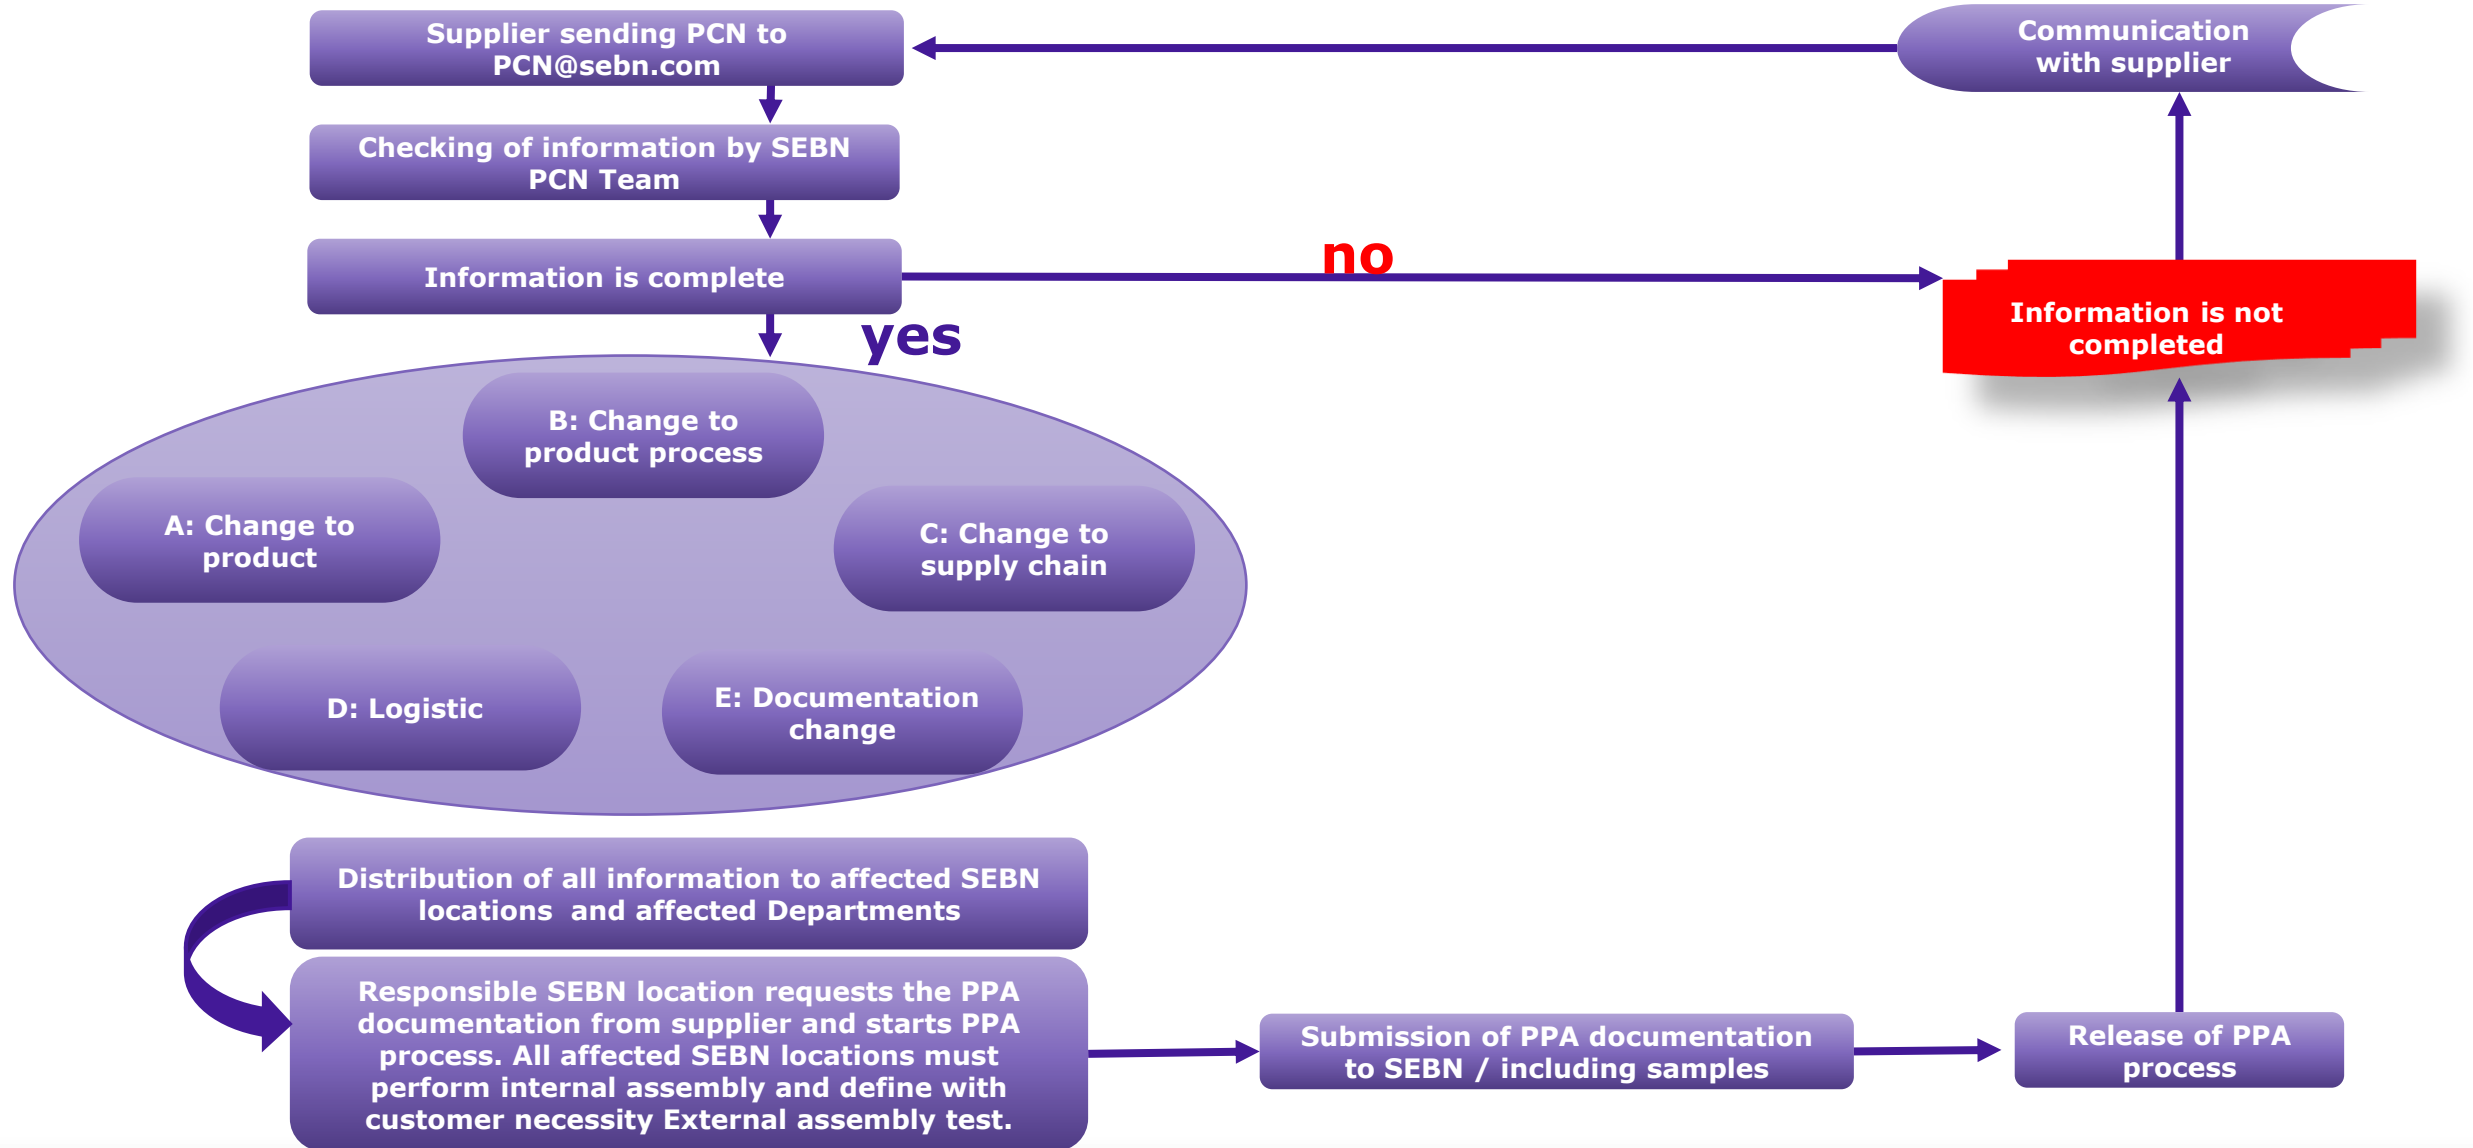 Supplier sending PCN to
PCN@sebn.com
Communication
with supplier
Checking of information by SEBN
PCN Team
Information is complete
no
yes
Information is not
completed
B: Change to
product process
A: Change to
product
C: Change to
supply chain
D: Logistic
E: Documentation
change
Distribution of all information to affected SEBN
locations  and affected Departments
Responsible SEBN location requests the PPA
documentation from supplier and starts PPA
process. All affected SEBN locations must
perform internal assembly and define with
customer necessity External assembly test.
Submission of PPA documentation
to SEBN / including samples
Release of PPA
process